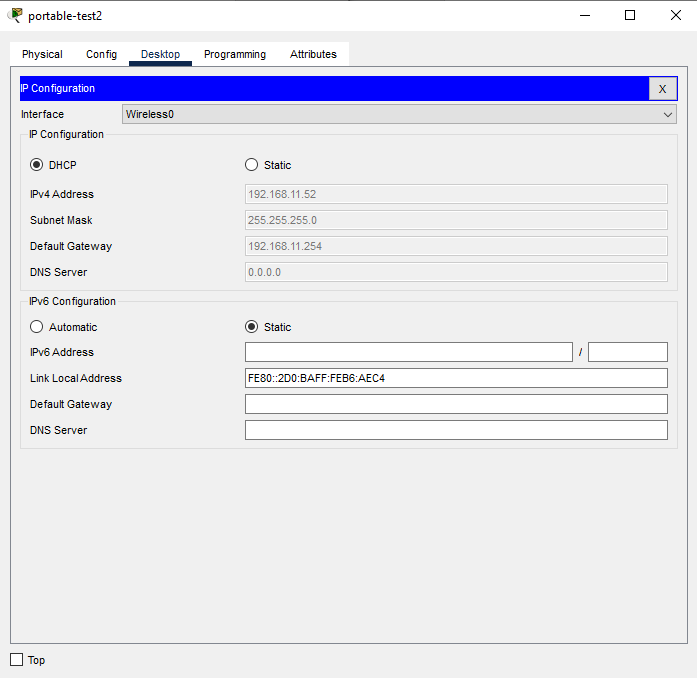 portable-test2
Physical Config Desktop Programming Attributes
IP Configuration X
Interface Wireless0
IP Configuration
DHCP Static
IPv4 Address 192.168.11.52
Subnet Mask 255.255.255.0
Default Gateway 192.168.11.254
DNS Server 0.0.0.0
IPv6 Configuration
Automatic Static
IPv6 Address /
Link Local Address FE80::2D0:BAFF:FEB6:AEC4
Default Gateway
DNS Server
Top